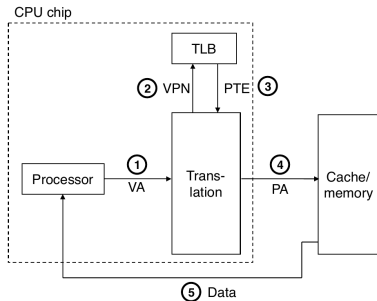 CPU chip
TLB
2 VPN
PTE 3
1
VA
Processor
Trans-
lation
4
PA
Cache/
memory
5 Data